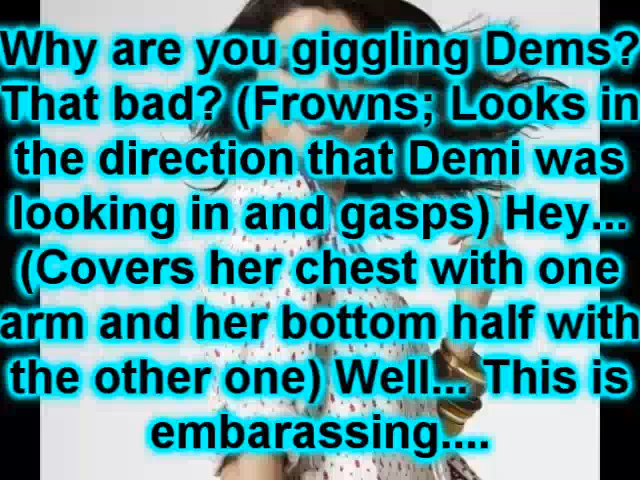 Why are you giggling Dems?
That bad? (Frowns; Looks in
the direction that Demi was
looking in and gasps) Hey...
(Covers her chest with one
arm and her bottom half with
the other one) Well... This is
embarassing....